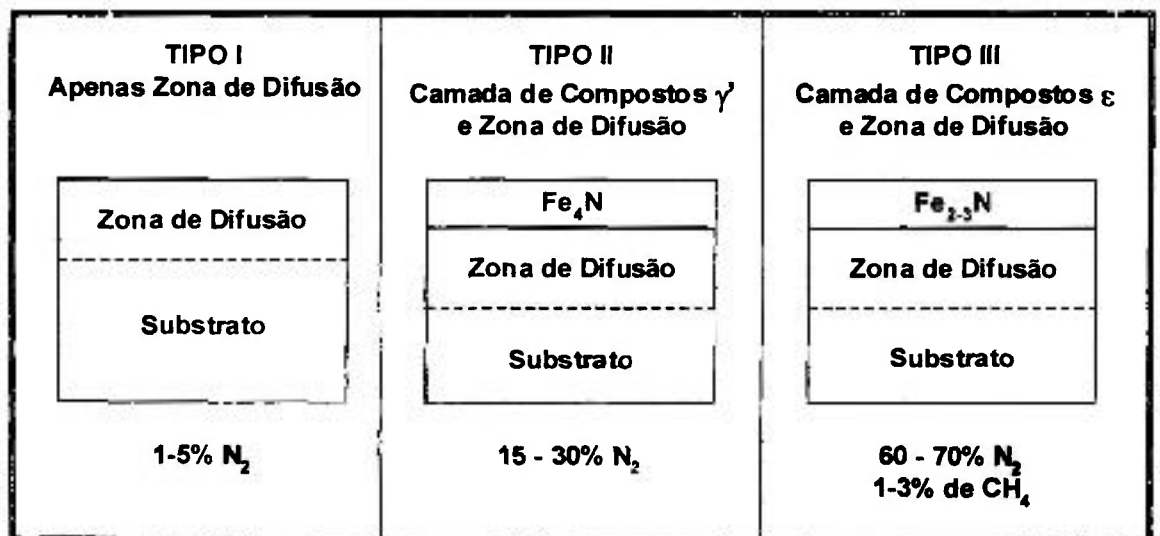 TIPO I
Apenas Zona de Difusão
Zona de Difusão
Substrato
1-5% N₂
TIPO II
Camada de Compostos γ'
e Zona de Difusão
Fe₄N
Zona de Difusão
Substrato
15 - 30% N₂
TIPO III
Camada de Compostos ε
e Zona de Difusão
Fe₂₋₃N
Zona de Difusão
Substrato
60 - 70% N₂
1-3% de CH₄